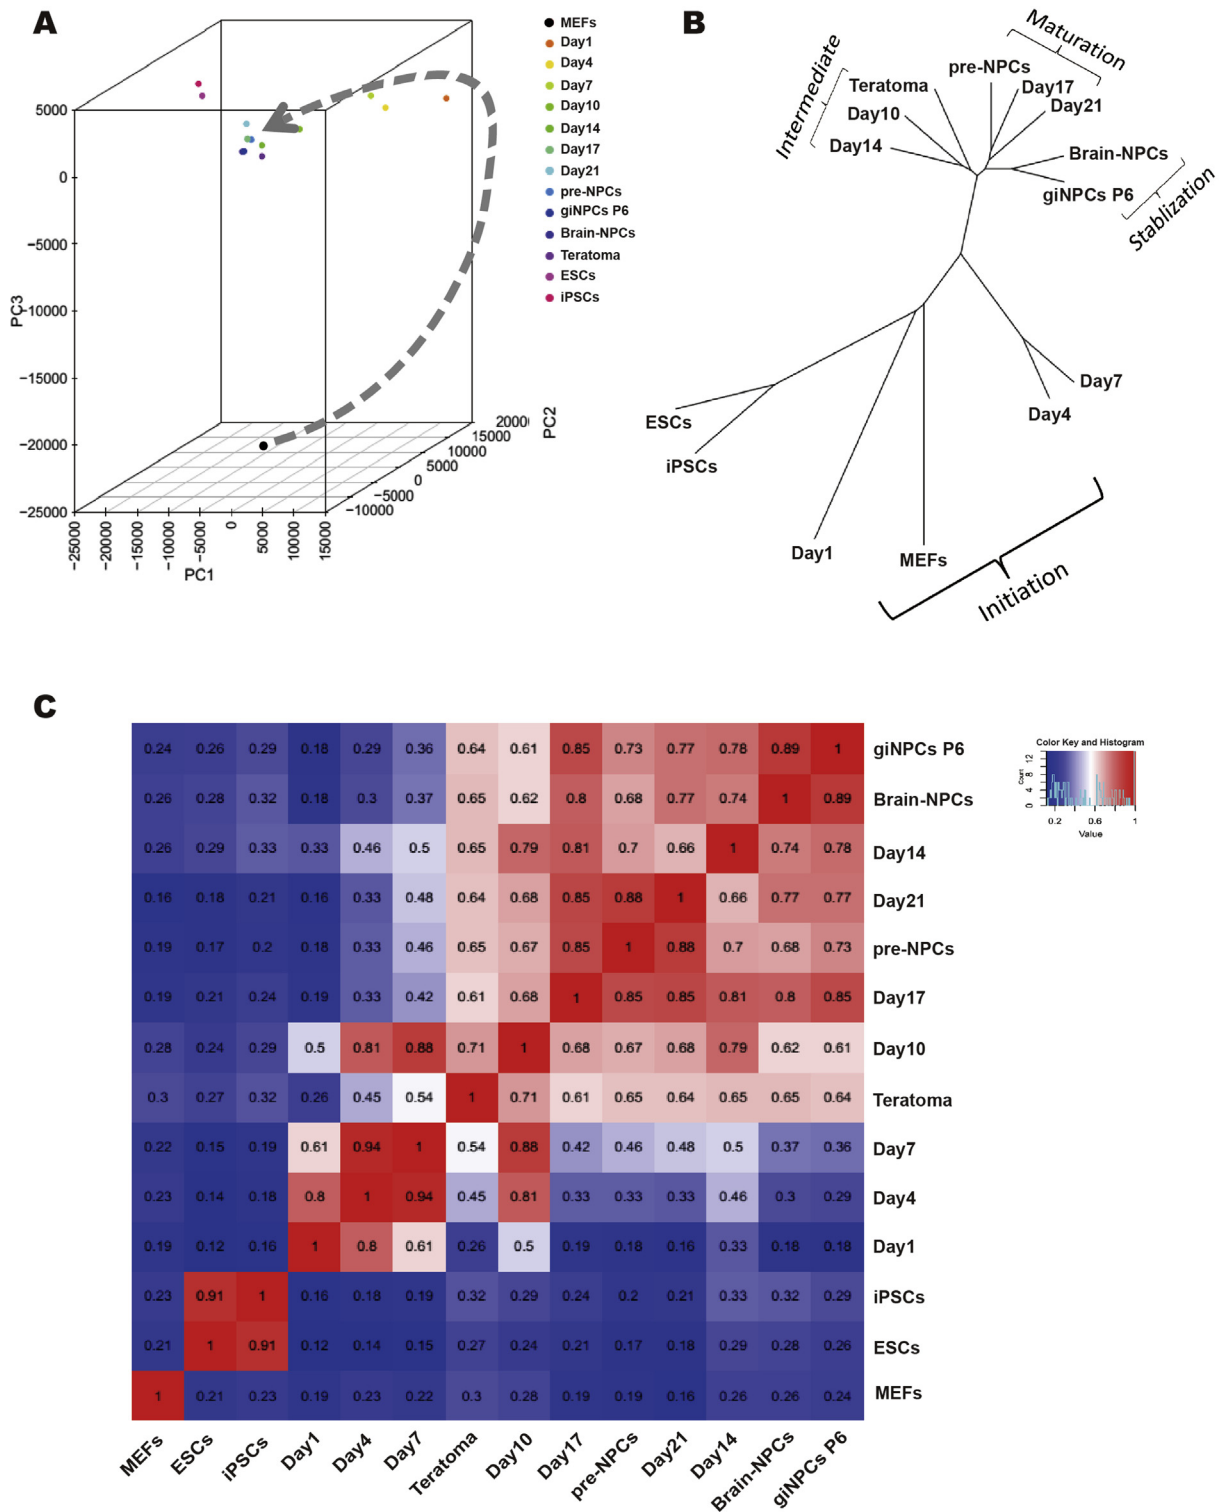 A
MEFs
Day1
Day4
Day7
Day10
Day14
Day17
Day21
pre-NPCs
giNPCs P6
Brain-NPCs
Teratoma
ESCs
iPSCs
5000
0
−5000
−10000
−15000
−20000
−25000
PC3
−25000
−20000
−15000
−10000
−5000
0
5000
10000
15000
PC1
−10000
−5000
0
5000
10000
15000
2000
PC2
B
Maturation
Intermediate
pre-NPCs
Teratoma
Day17
Day21
Day10
Day14
Brain-NPCs
giNPCs P6
Stablization
Day7
Day4
ESCs
iPSCs
Day1
MEFs
Initiation
C
0.24 0.26 0.29 0.18 0.29 0.36 0.64 0.61 0.85 0.73 0.77 0.78 0.89 1 giNPCs P6
0.26 0.28 0.32 0.18 0.3 0.37 0.65 0.62 0.8 0.68 0.77 0.74 1 0.89 Brain-NPCs
0.26 0.29 0.33 0.33 0.46 0.5 0.65 0.79 0.81 0.7 0.66 1 0.74 0.78 Day14
0.16 0.18 0.21 0.16 0.33 0.48 0.64 0.68 0.85 0.88 1 0.66 0.77 0.77 Day21
0.19 0.17 0.2 0.18 0.33 0.46 0.65 0.67 0.85 1 0.88 0.7 0.68 0.73 pre-NPCs
0.19 0.21 0.24 0.19 0.33 0.42 0.61 0.68 1 0.85 0.85 0.81 0.8 0.85 Day17
0.28 0.24 0.29 0.5 0.81 0.88 0.71 1 0.68 0.67 0.68 0.79 0.62 0.61 Day10
0.3 0.27 0.32 0.26 0.45 0.54 1 0.71 0.61 0.65 0.64 0.65 0.65 0.64 Teratoma
0.22 0.15 0.19 0.61 0.94 1 0.54 0.88 0.42 0.46 0.48 0.5 0.37 0.36 Day7
0.23 0.14 0.18 0.8 1 0.94 0.45 0.81 0.33 0.33 0.33 0.46 0.3 0.29 Day4
0.19 0.12 0.16 1 0.8 0.61 0.26 0.5 0.19 0.18 0.16 0.33 0.18 0.18 Day1
0.23 0.91 1 0.16 0.18 0.19 0.32 0.29 0.24 0.2 0.21 0.33 0.32 0.29 iPSCs
0.21 1 0.91 0.12 0.14 0.15 0.27 0.24 0.21 0.17 0.18 0.29 0.28 0.26 ESCs
1 0.21 0.23 0.19 0.23 0.22 0.3 0.28 0.19 0.19 0.16 0.26 0.26 0.24 MEFs
MEFs ESCs iPSCs Day1 Day4 Day7 Teratoma Day10 Day17 pre-NPCs Day21 Day14 Brain-NPCs giNPCs P6
Color Key and Histogram
Count
0 4 8 12
0.2 0.6 1
Value